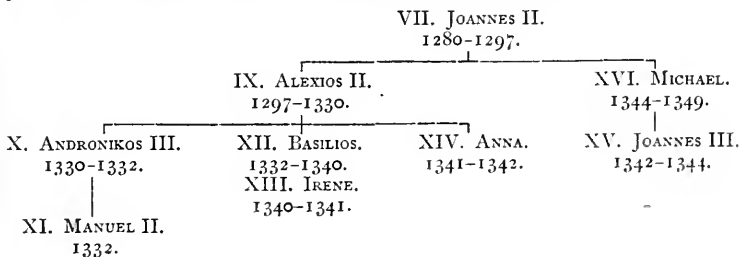 VII. JOANNES II.
1280-1297.
IX. ALEXIOS II.
XVI. MICHAEL.
1297-1330.
1344-1349.
X. ANDRONIKOS III.
XII. BASILIOS.
XIV. ANNA.
XV. JOANNES III.
1330-1332.
1332-1340.
1341-1342.
1342-1344.
XIII. IRENE.
1340-1341.
XI. MANUEL II.
1332.